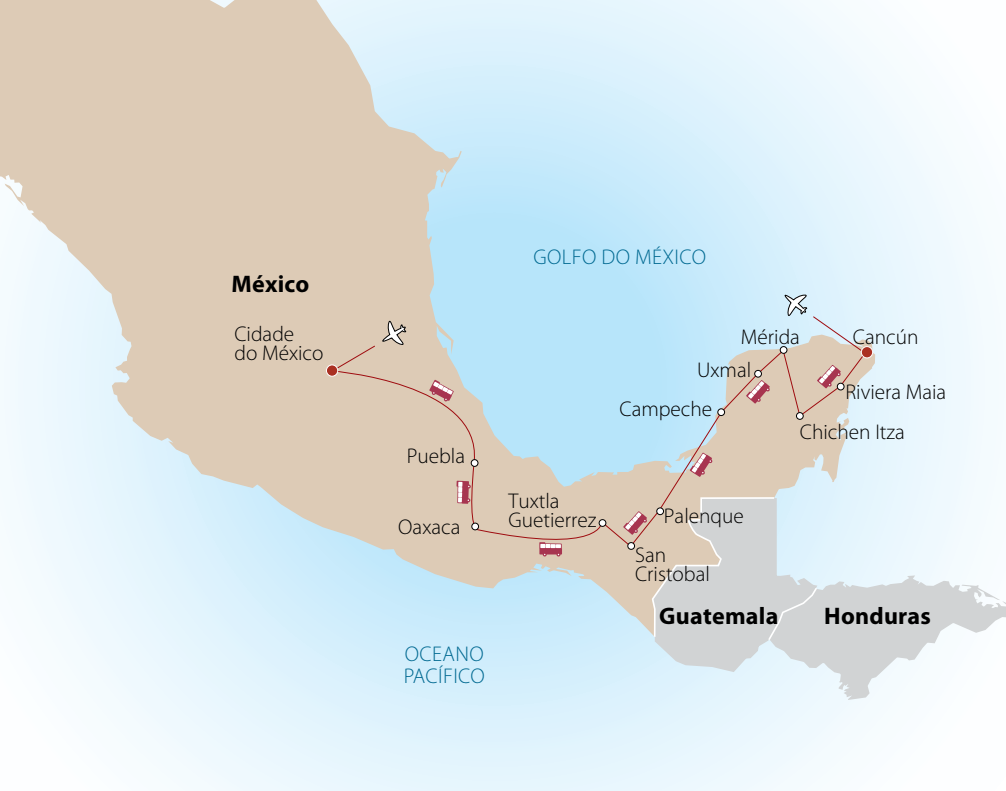 GOLFO DO MÉXICO
México
Cidade
do México
Mérida
Cancún
Uxmal
Riviera Maia
Campeche
Chichen Itza
Puebla
Tuxtla
Guetierrez
Palenque
Oaxaca
San
Cristobal
Guatemala
Honduras
OCEANO
PACÍFICO